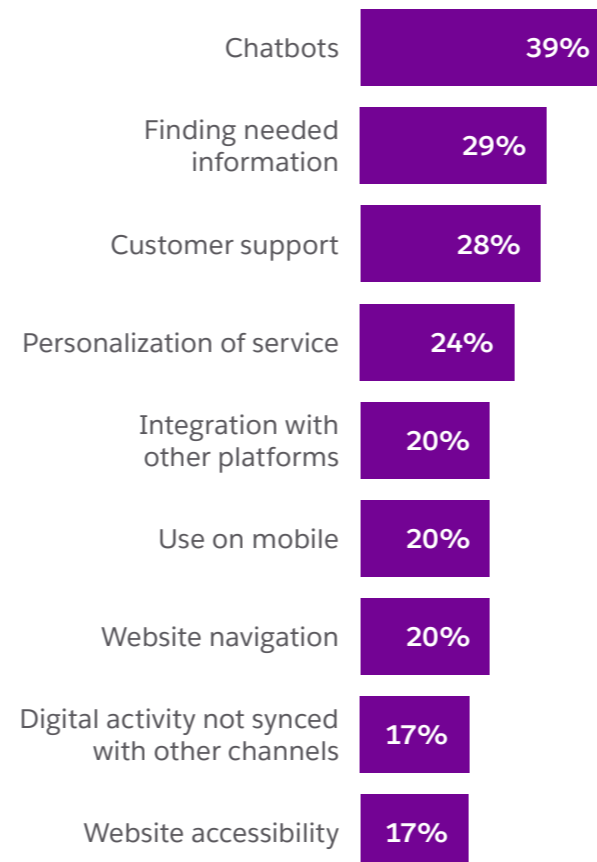 Chatbots
39%
Finding needed
information
29%
Customer support
28%
Personalization of service
24%
Integration with
other platforms
20%
Use on mobile
20%
Website navigation
20%
Digital activity not synced
with other channels
17%
Website accessibility
17%